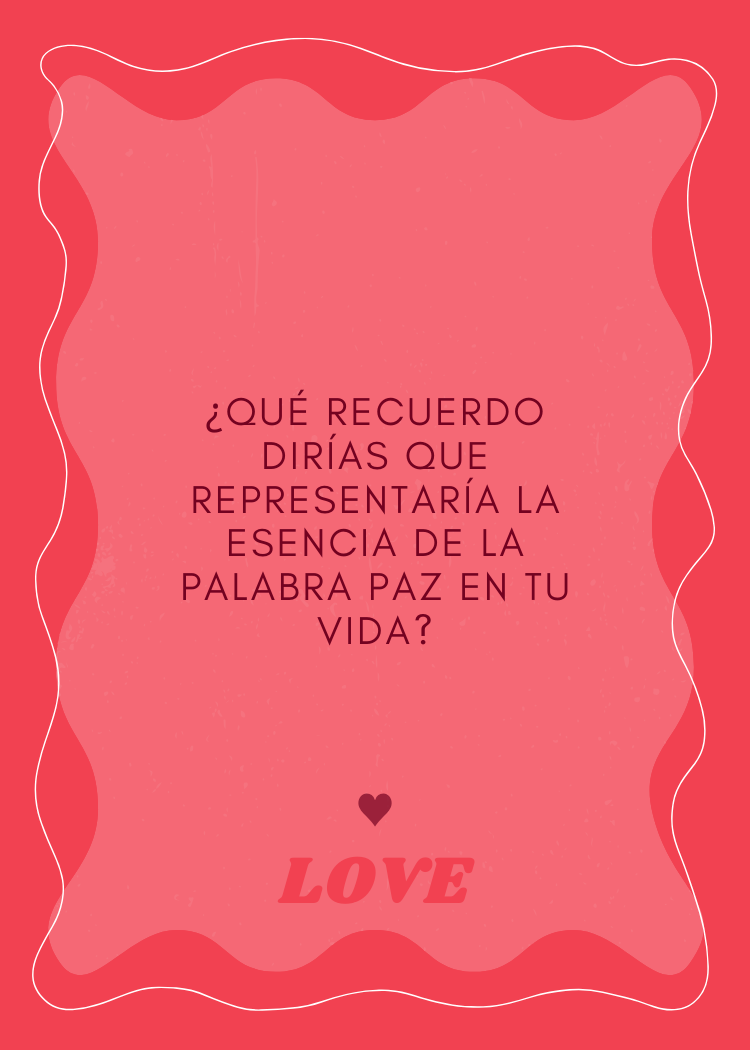 ¿QUÉ RECUERDO
DIRÍAS QUE
REPRESENTARÍA LA
ESENCIA DE LA
PALABRA PAZ EN TU
VIDA?
LOVE